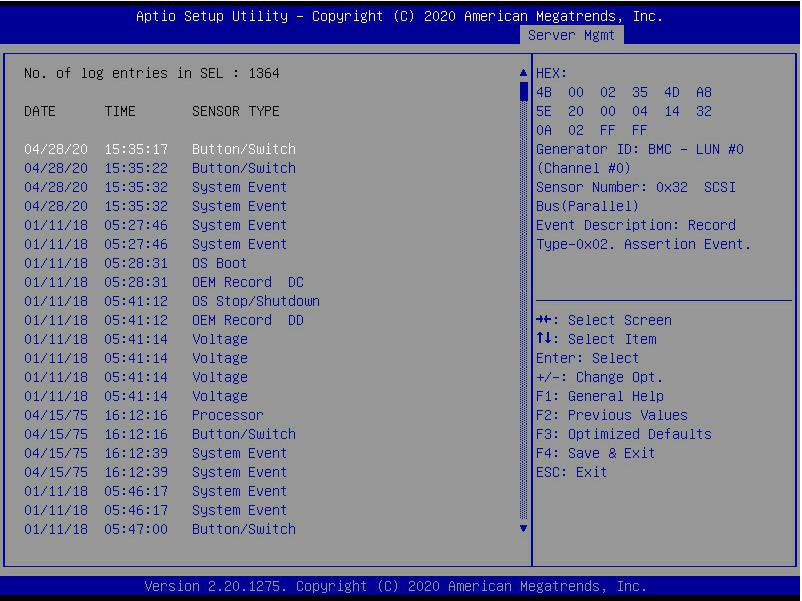 Aptio Setup Utility – Copyright (C) 2020 American Megatrends, Inc.
Server Mgmt
No. of log entries in SEL : 1364
DATE TIME SENSOR TYPE
04/28/20 15:35:17 Button/Switch
04/28/20 15:35:22 Button/Switch
04/28/20 15:35:32 System Event
04/28/20 15:35:32 System Event
01/11/18 05:27:46 System Event
01/11/18 05:27:46 System Event
01/11/18 05:28:31 OS Boot
01/11/18 05:28:31 OEM Record DC
01/11/18 05:41:12 OS Stop/Shutdown
01/11/18 05:41:12 OEM Record DD
01/11/18 05:41:14 Voltage
01/11/18 05:41:14 Voltage
01/11/18 05:41:14 Voltage
01/11/18 05:41:14 Voltage
04/15/75 16:12:16 Processor
04/15/75 16:12:16 Button/Switch
04/15/75 16:12:39 System Event
04/15/75 16:12:39 System Event
01/11/18 05:46:17 System Event
01/11/18 05:46:17 System Event
01/11/18 05:47:00 Button/Switch
HEX:
4B 00 02 35 4D A8
5E 20 00 04 14 32
0A 02 FF FF
Generator ID: BMC – LUN #0
(Channel #0)
Sensor Number: 0x32 SCSI
Bus(Parallel)
Event Description: Record
Type-0x02. Assertion Event.
→←: Select Screen
↑↓: Select Item
Enter: Select
+/-: Change Opt.
F1: General Help
F2: Previous Values
F3: Optimized Defaults
F4: Save & Exit
ESC: Exit
Version 2.20.1275. Copyright (C) 2020 American Megatrends, Inc.